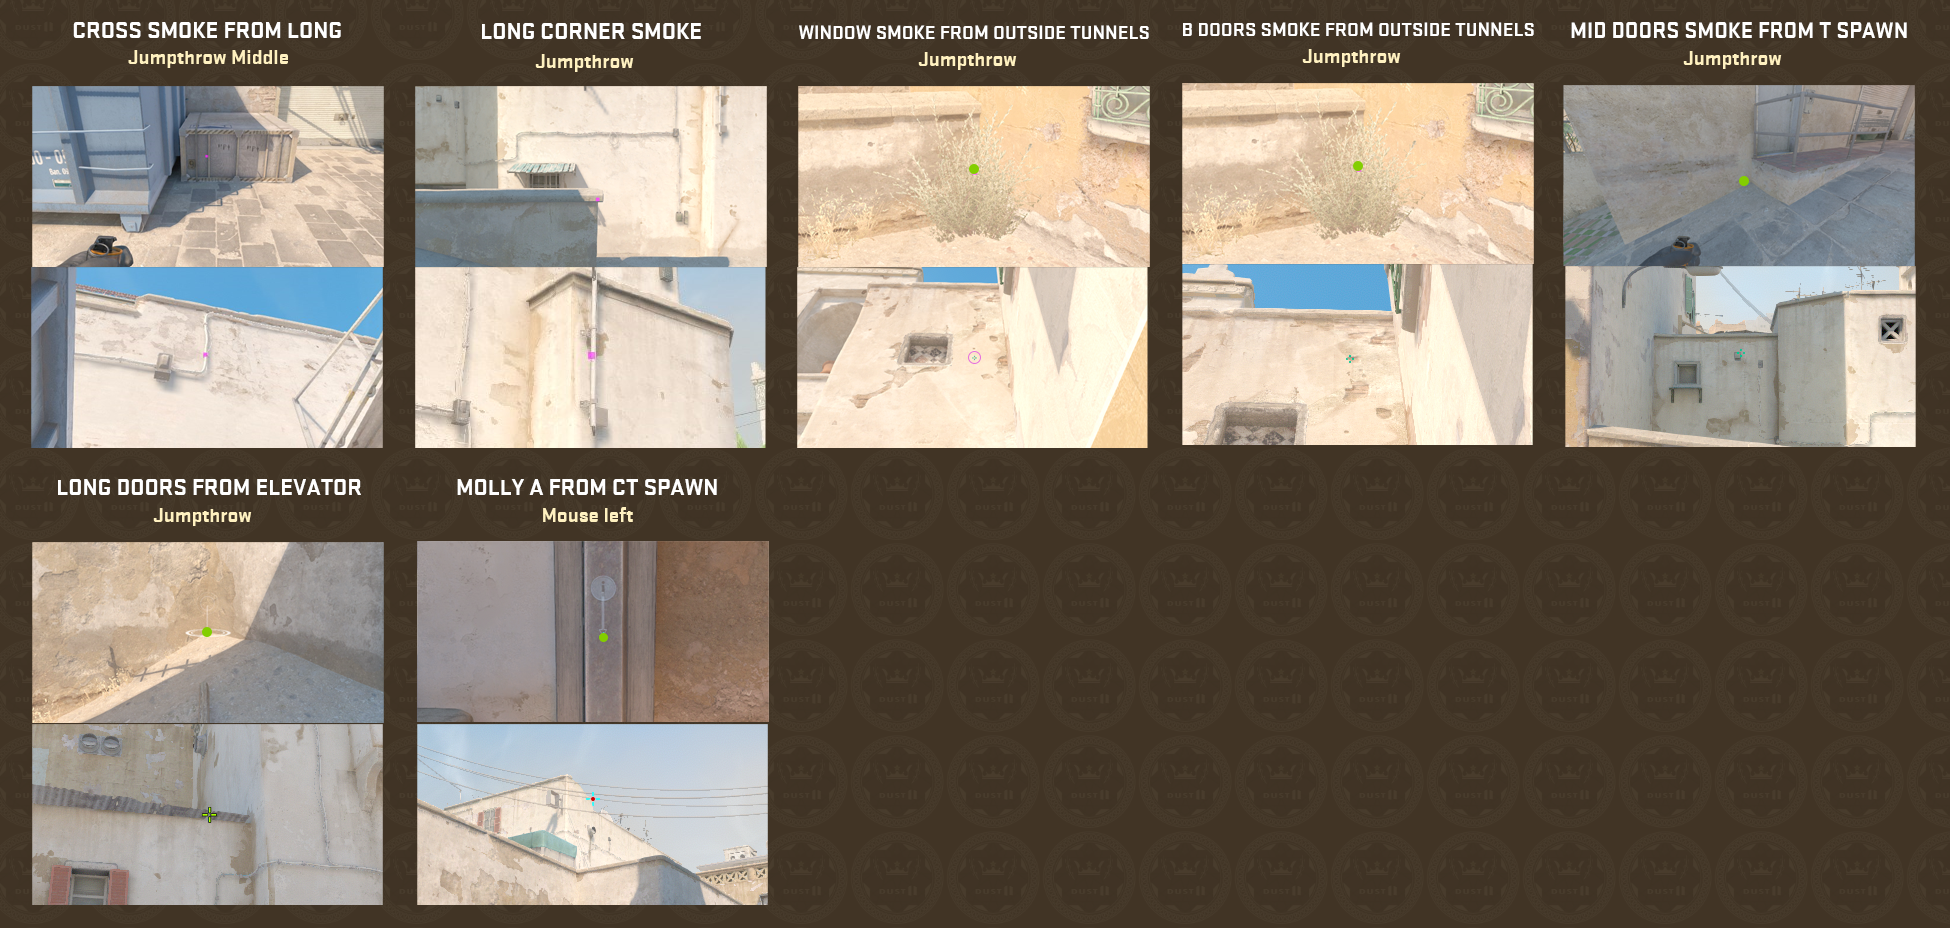 CROSS SMOKE FROM LONG
Jumpthrow Middle
LONG CORNER SMOKE
Jumpthrow
WINDOW SMOKE FROM OUTSIDE TUNNELS
Jumpthrow
B DOORS SMOKE FROM OUTSIDE TUNNELS
Jumpthrow
MID DOORS SMOKE FROM T SPAWN
Jumpthrow
LONG DOORS FROM ELEVATOR
Jumpthrow
MOLLY A FROM CT SPAWN
Mouse left